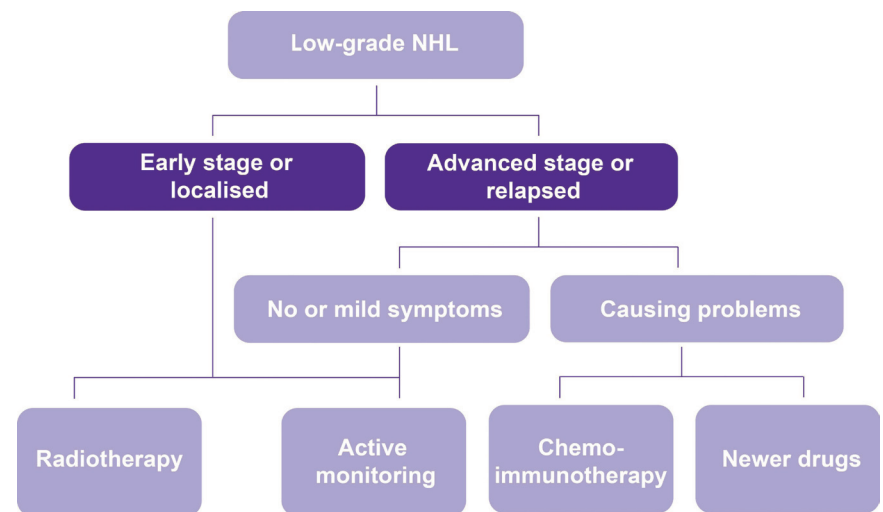 Low-grade NHL
Early stage or
localised
Advanced stage or
relapsed
No or mild symptoms
Causing problems
Radiotherapy
Active
monitoring
Chemo-
immunotherapy
Newer drugs